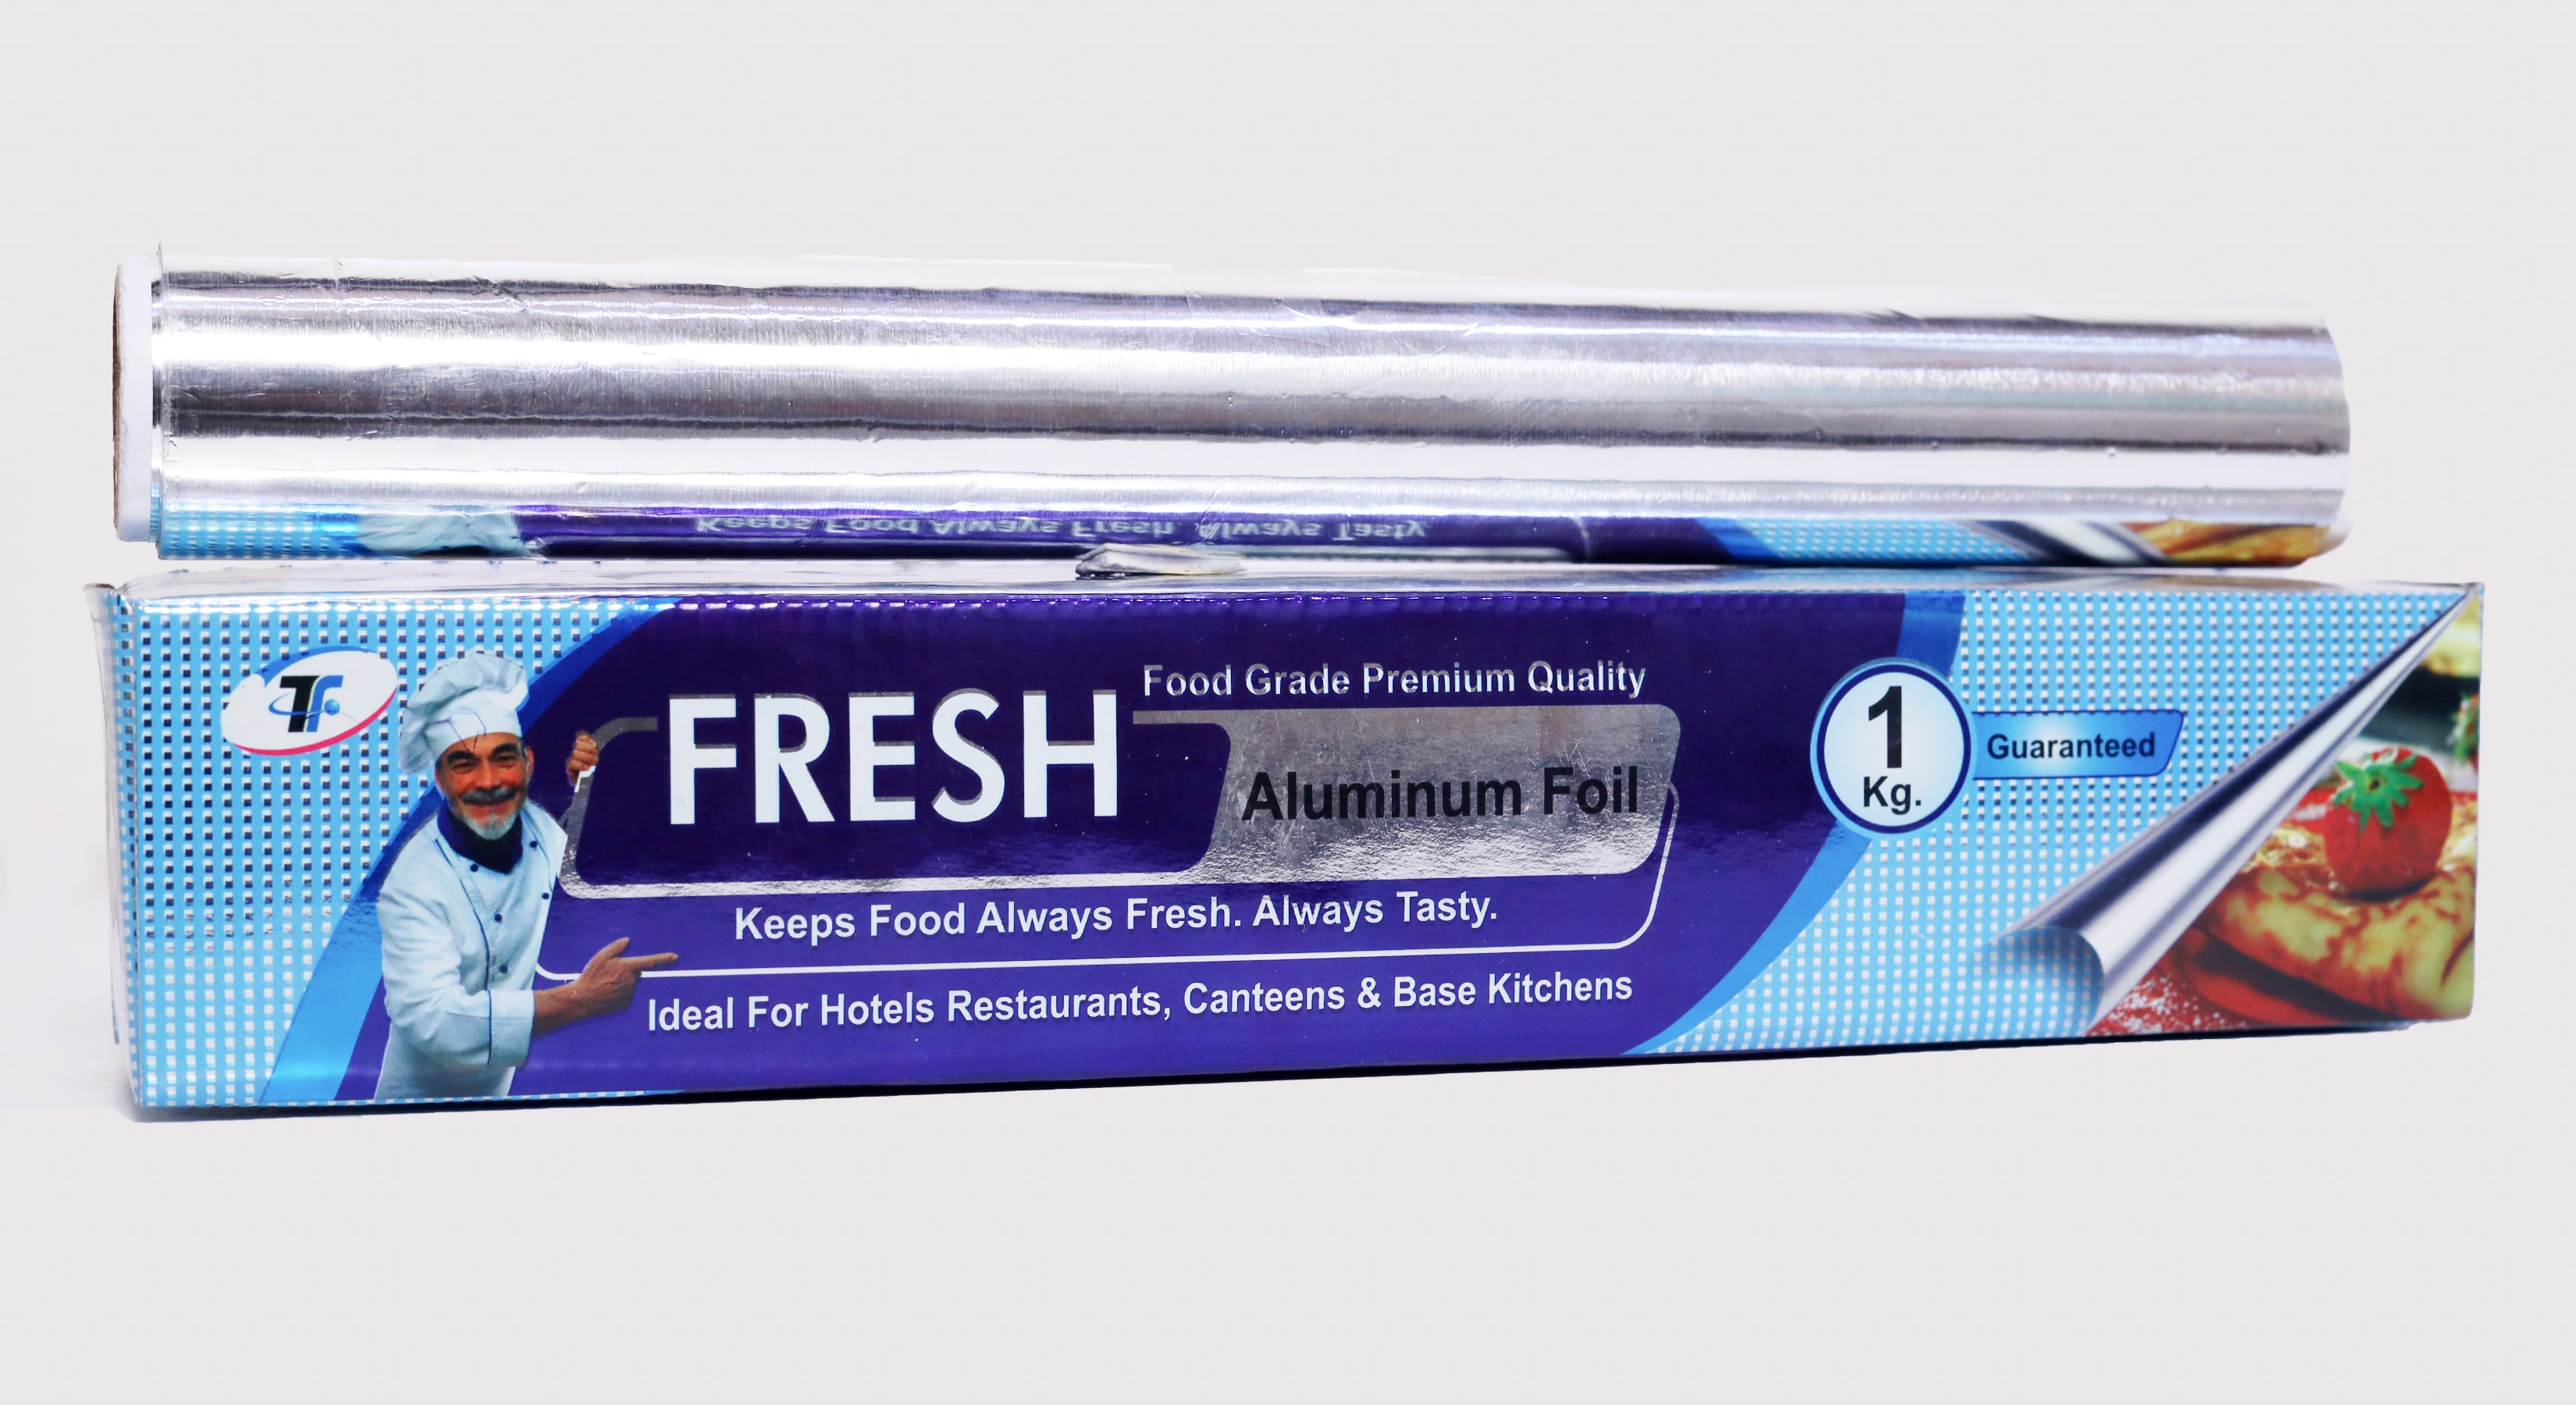 Keeps Food Always Fresh. Always Tasty
TF
Food Grade Premium Quality
FRESH
Aluminum Foil
1
Kg.
Guaranteed
Keeps Food Always Fresh. Always Tasty.
Ideal For Hotels Restaurants, Canteens & Base Kitchens